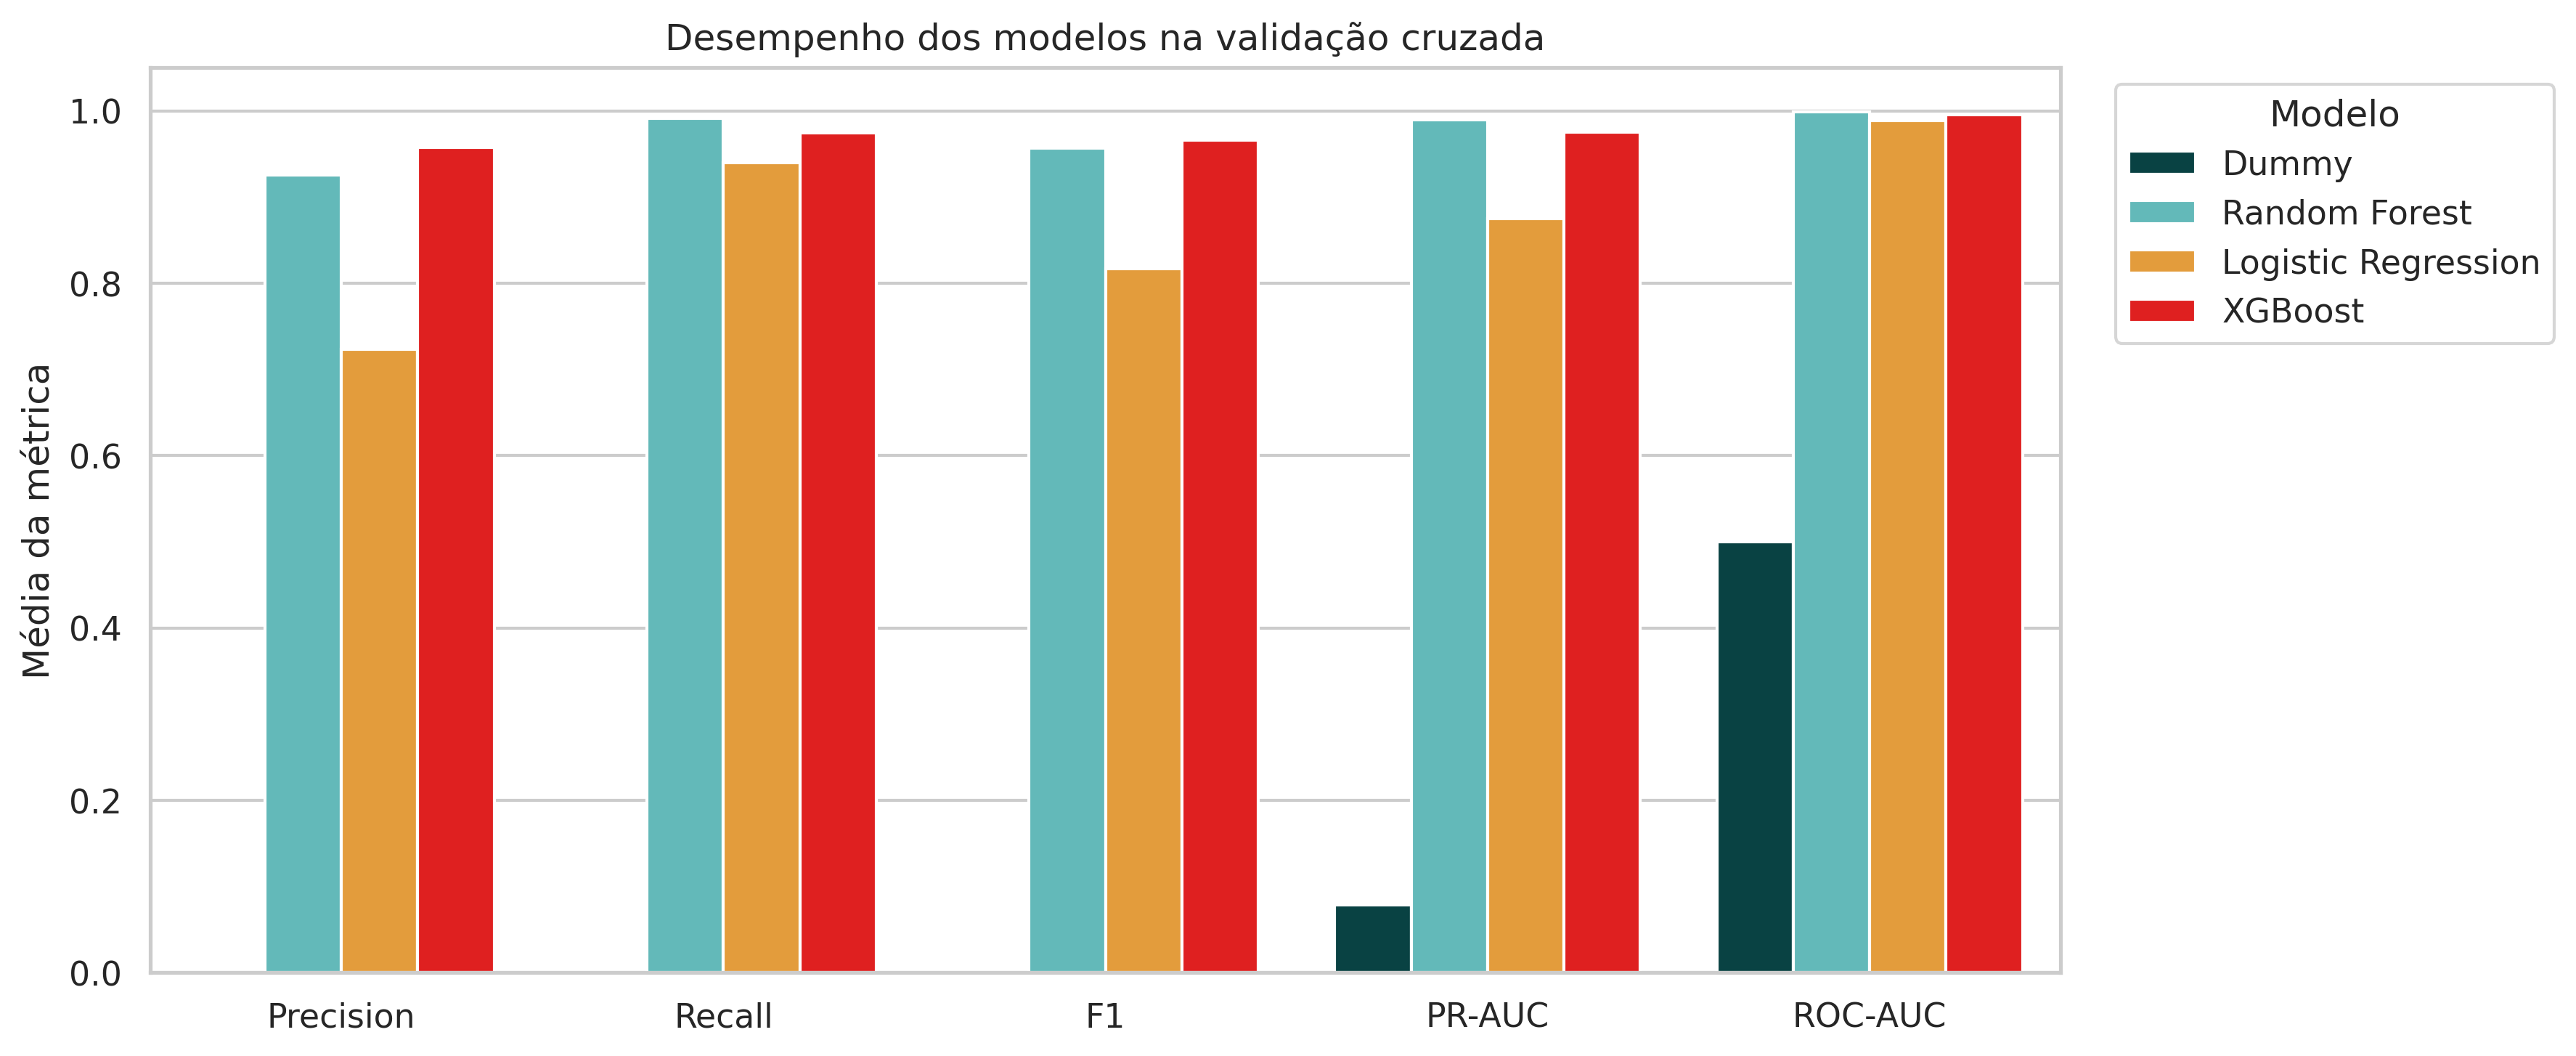 Desempenho dos modelos na validação cruzada
Média da métrica
1.0
0.8
0.6
0.4
0.2
0.0
Precision
Recall
F1
PR-AUC
ROC-AUC
Modelo
Dummy
Random Forest
Logistic Regression
XGBoost